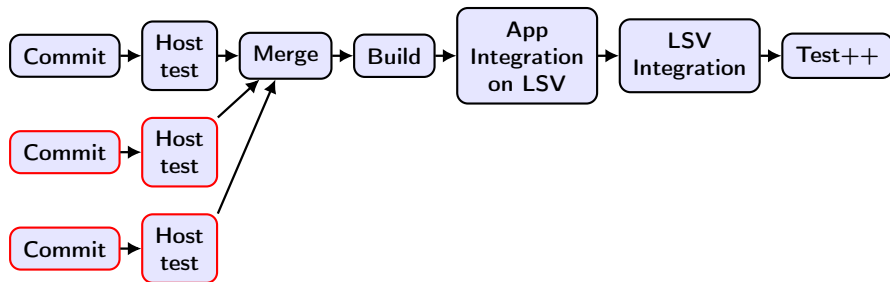 Commit
Host
test
Merge
Build
App
Integration
on LSV
LSV
Integration
Test++
Commit
Host
test
Commit
Host
test